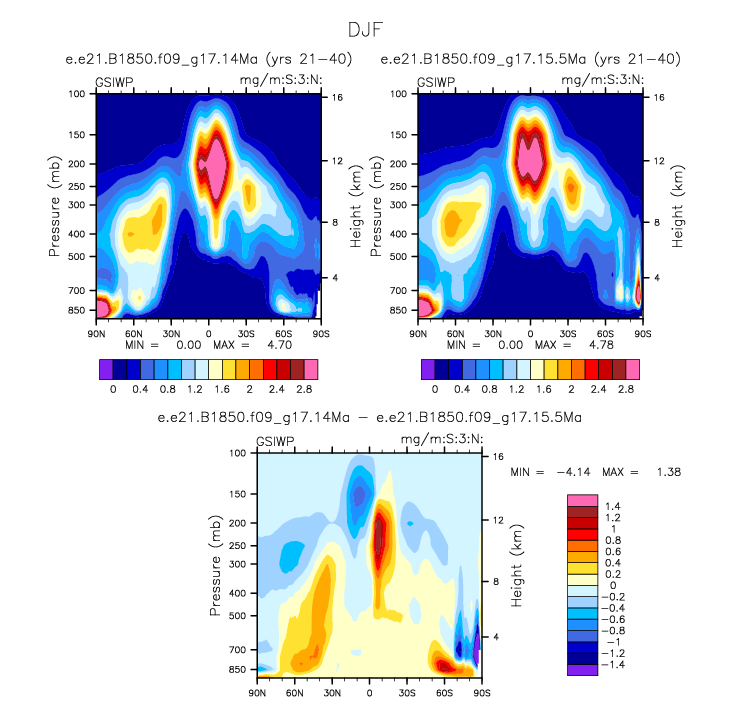 DJF
e.e21.B1850.f09_g17.14Ma (yrs 21-40)
e.e21.B1850.f09_g17.15.5Ma (yrs 21-40)
GSIWP mg/m:S:3:N:
GSIWP mg/m:S:3:N:
100 150 200 250 300 400 500 700 850
Pressure (mb)
16 12 8 4
Height (km)
90N 60N 30N 0 30S 60S 90S
MIN = 0.00 MAX = 4.70
0 0.4 0.8 1.2 1.6 2 2.4 2.8
100 150 200 250 300 400 500 700 850
Pressure (mb)
16 12 8 4
Height (km)
90N 60N 30N 0 30S 60S 90S
MIN = 0.00 MAX = 4.78
0 0.4 0.8 1.2 1.6 2 2.4 2.8
e.e21.B1850.f09_g17.14Ma - e.e21.B1850.f09_g17.15.5Ma
GSIWP mg/m:S:3:N:
100 150 200 250 300 400 500 700 850
Pressure (mb)
16 12 8 4
Height (km)
90N 60N 30N 0 30S 60S 90S
MIN = -4.14 MAX = 1.38
1.4
1.2
1
0.8
0.6
0.4
0.2
0
-0.2
-0.4
-0.6
-0.8
-1
-1.2
-1.4